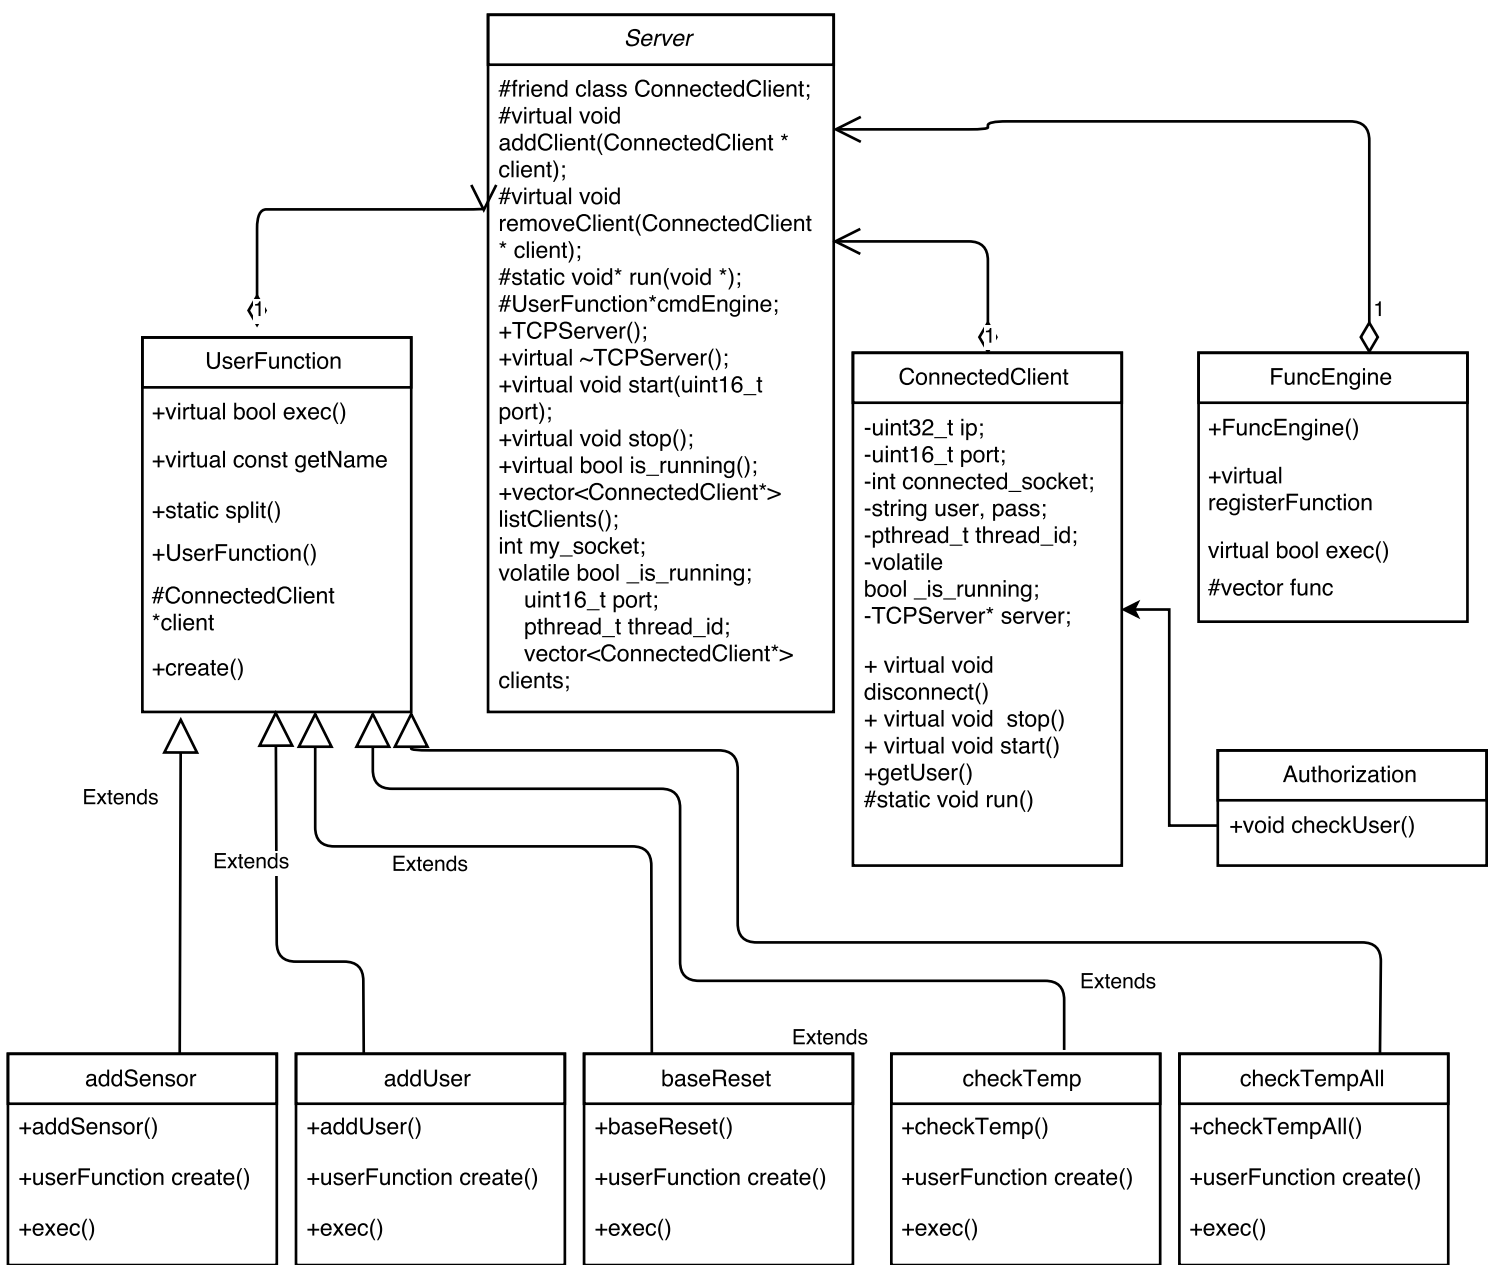 Server
#friend class ConnectedClient;
#virtual void
addClient(ConnectedClient *
client);
#virtual void
removeClient(ConnectedClient
* client);
#static void* run(void *);
#UserFunction*cmdEngine;
+TCPServer();
+virtual ~TCPServer();
+virtual void start(uint16_t
port);
+virtual void stop();
+virtual bool is_running();
+vector<ConnectedClient*>
listClients();
int my_socket;
volatile bool _is_running;
uint16_t port;
pthread_t thread_id;
vector<ConnectedClient*>
clients;
1
UserFunction
+virtual bool exec()
+virtual const getName
+static split()
+UserFunction()
#ConnectedClient
*client
+create()
1
ConnectedClient
-uint32_t ip;
-uint16_t port;
-int connected_socket;
-string user, pass;
-pthread_t thread_id;
-volatile
bool _is_running;
-TCPServer* server;
+ virtual void
disconnect()
+ virtual void  stop()
+ virtual void start()
+getUser()
#static void run()
1
FuncEngine
+FuncEngine()
+virtual
registerFunction
virtual bool exec()
#vector func
Authorization
+void checkUser()
Extends
Extends
Extends
Extends
Extends
addSensor
+addSensor()
+userFunction create()
+exec()
addUser
+addUser()
+userFunction create()
+exec()
baseReset
+baseReset()
+userFunction create()
+exec()
checkTemp
+checkTemp()
+userFunction create()
+exec()
checkTempAll
+checkTempAll()
+userFunction create()
+exec()